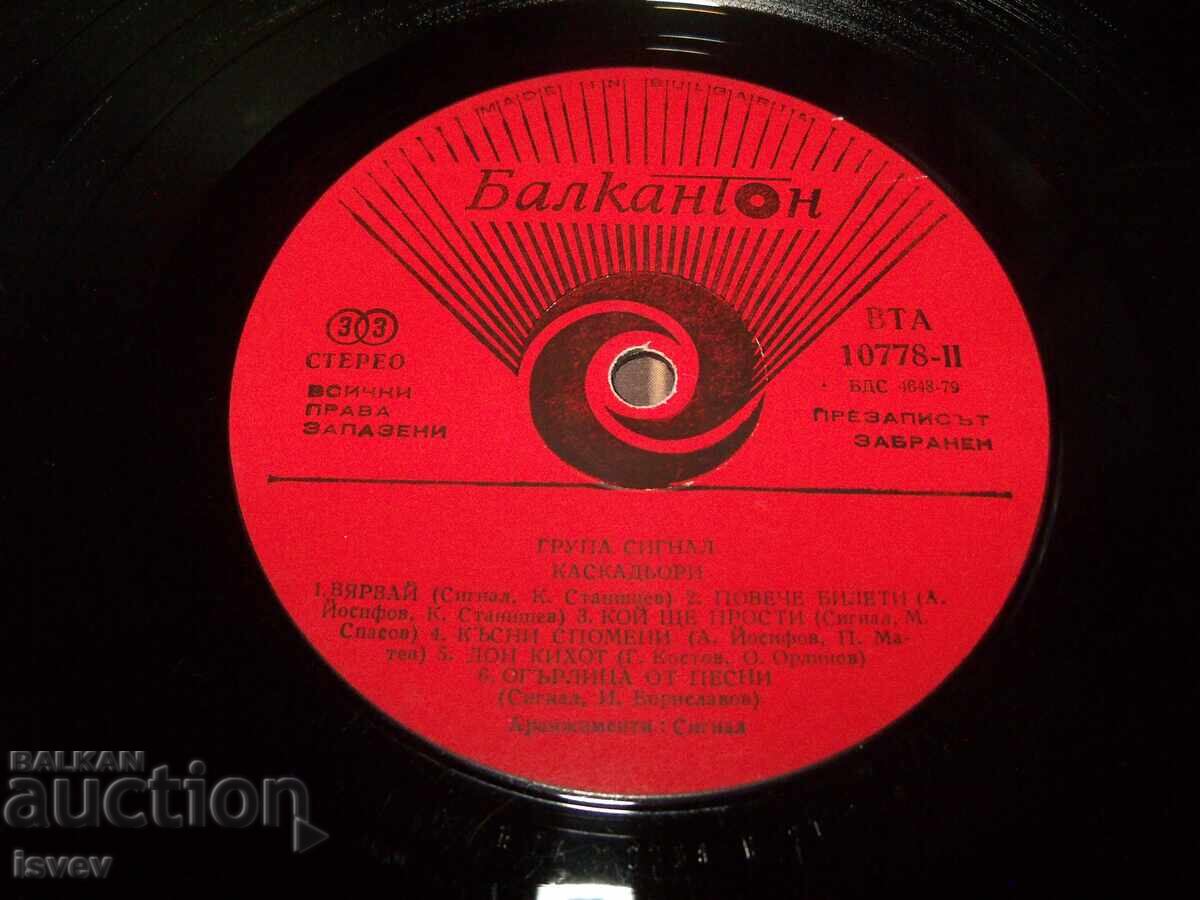 MADE IN BULGARIA
Балкантон
33
СТЕРЕО
ВСИЧКИ
ПРАВА
ЗАПАЗЕНИ
ВТА
10778-II
БДС 4648-79
ПРЕЗАПИСЪТ
ЗАБРАНЕН
ГРУПА СИГНАЛ
КАСКАДЬОРИ
1. ВЯРВАЙ (Сигнал, К. Станишев) 2. ПОВЕЧЕ БИЛЕТИ (А.
Йосифов, К. Станишев) 3. КОЙ ЩЕ ПРОСТИ (Сигнал, М.
Спасов) 4. КЪСНИ СПОМЕНИ (А. Йосифов, П. Ма-
тев) 5. ДОН КИХОТ (Г. Костов, О. Орлинов)
6. ОГЪРЛИЦА ОТ ПЕСНИ
(Сигнал, И. Бориславов)
Аранжименти: Сигнал
BALKAN
auction
isvev